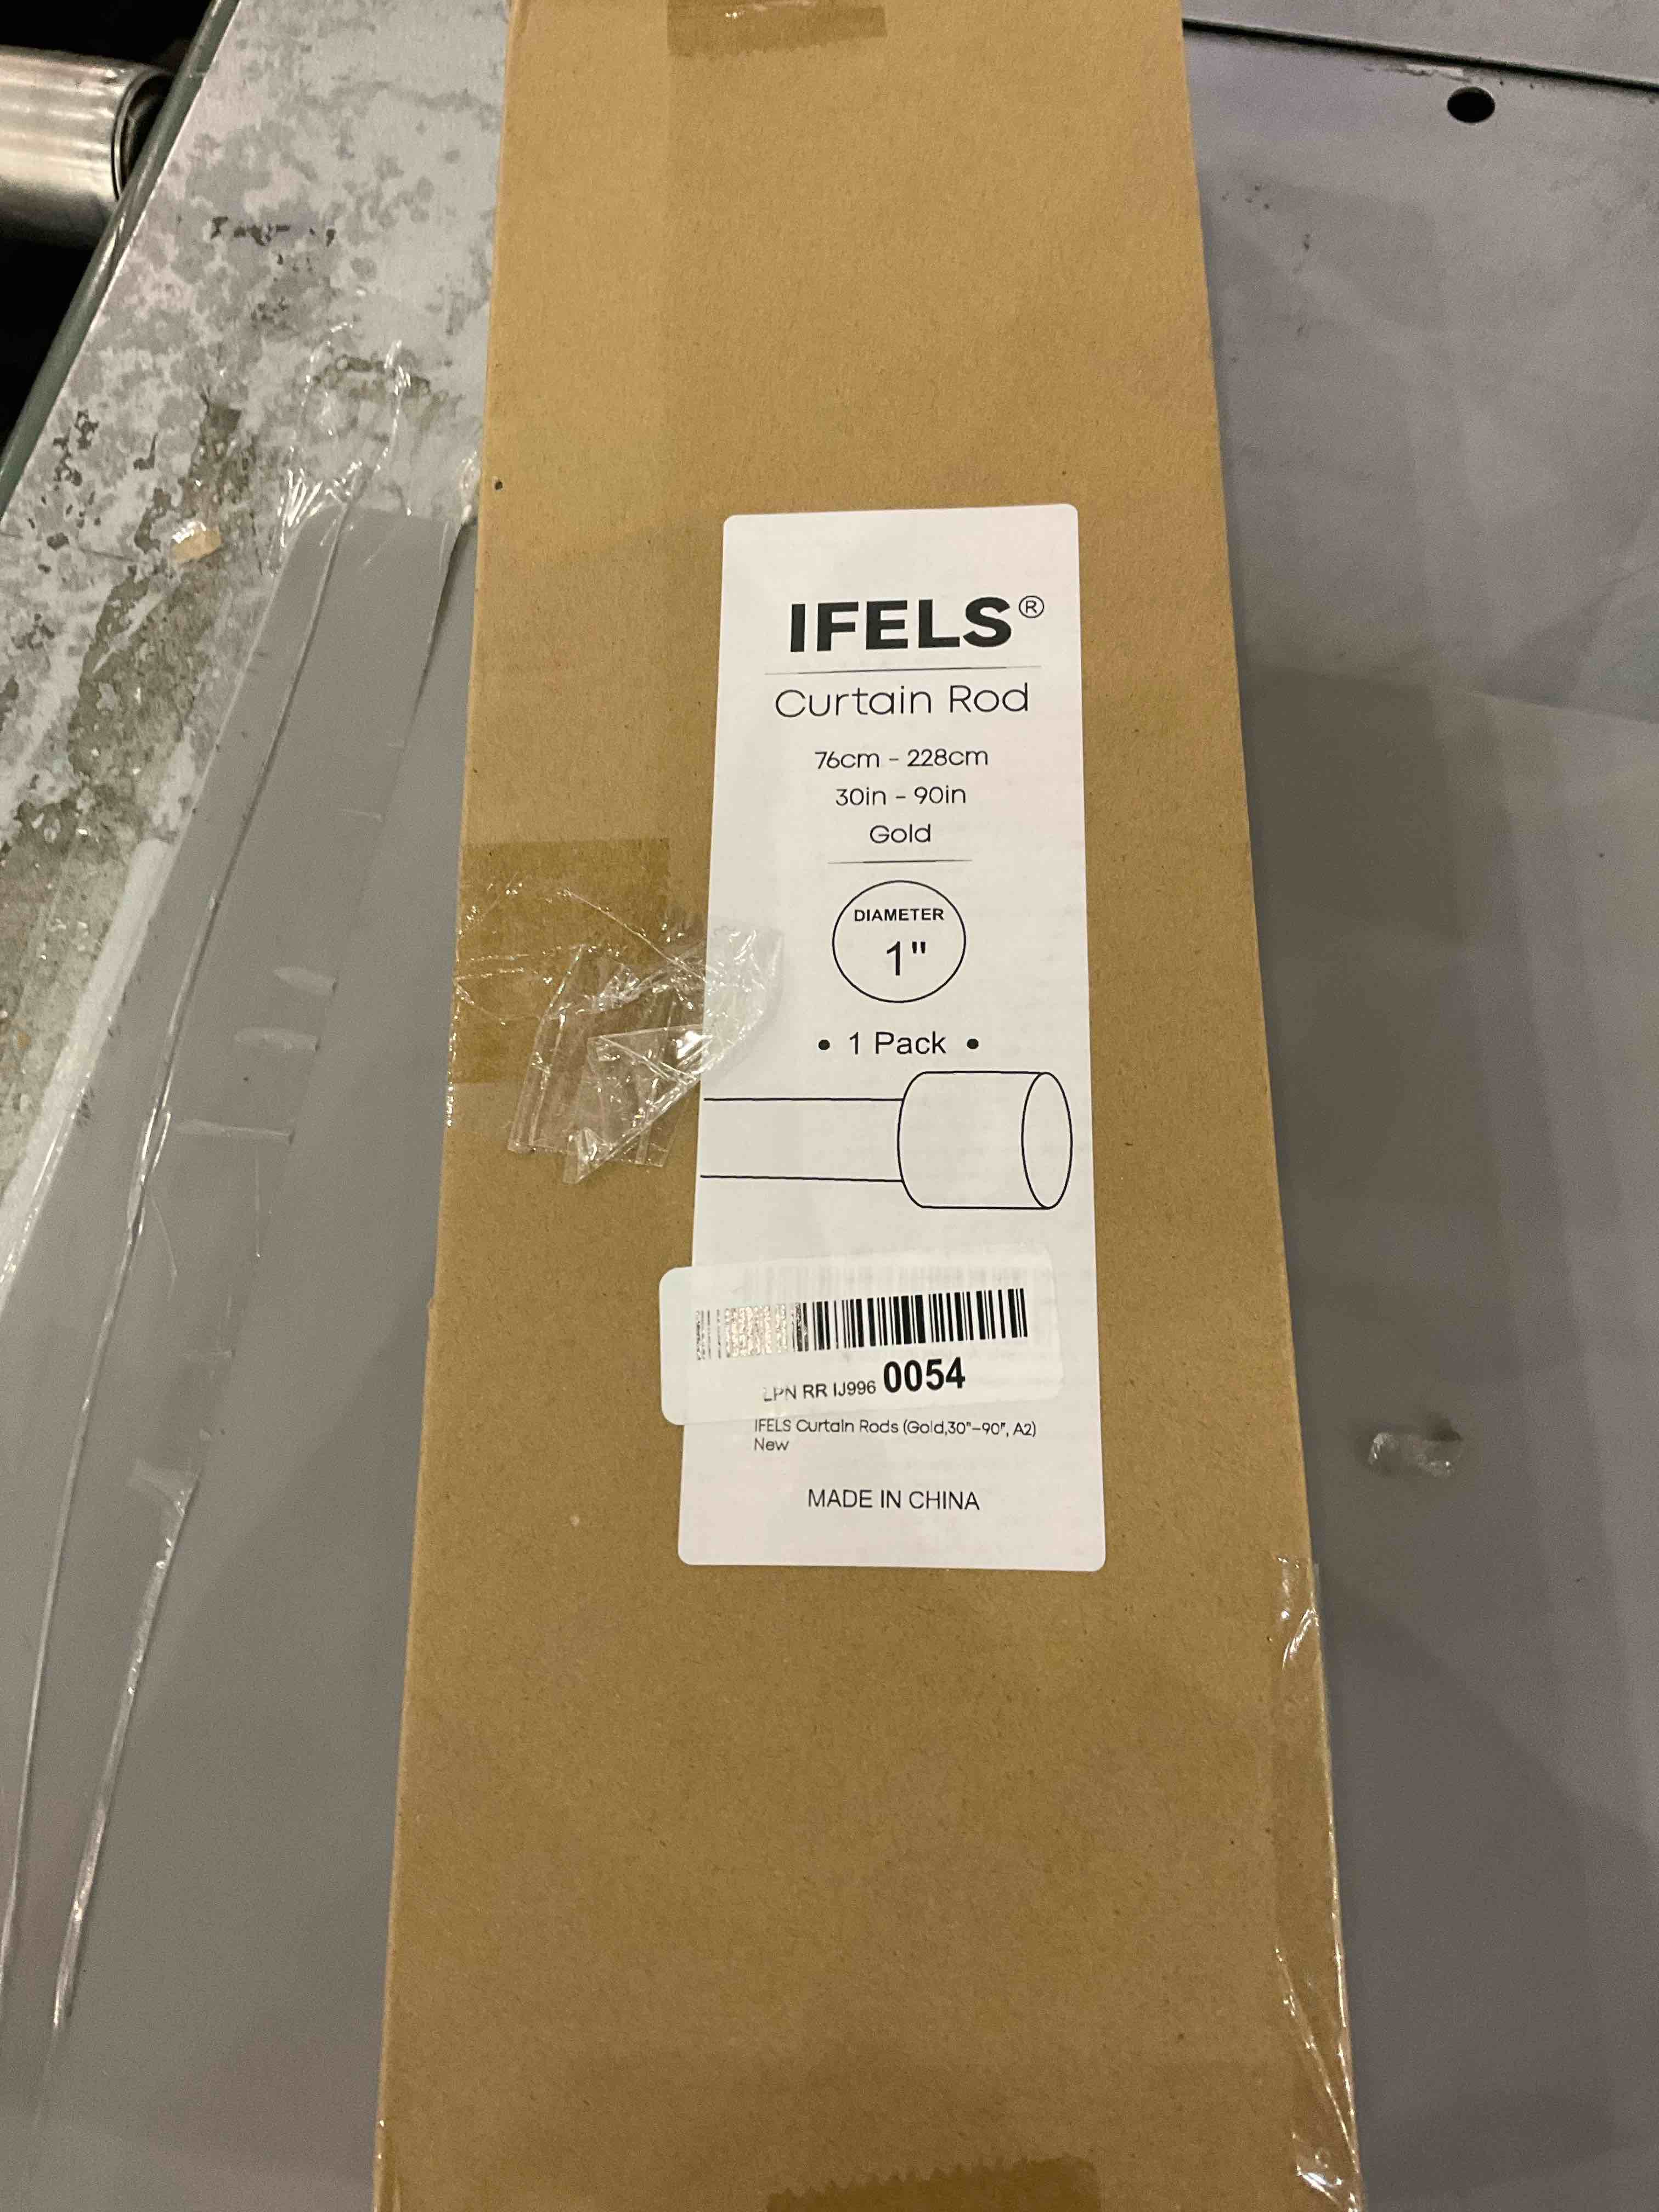 IFELS®
Curtain Rod
76cm - 228cm
30in - 90in
Gold
DIAMETER
1"
• 1 Pack •
LPN RR IJ996 0054
IFELS Curtain Rods (Gold,30"-90", A2)
New
MADE IN CHINA